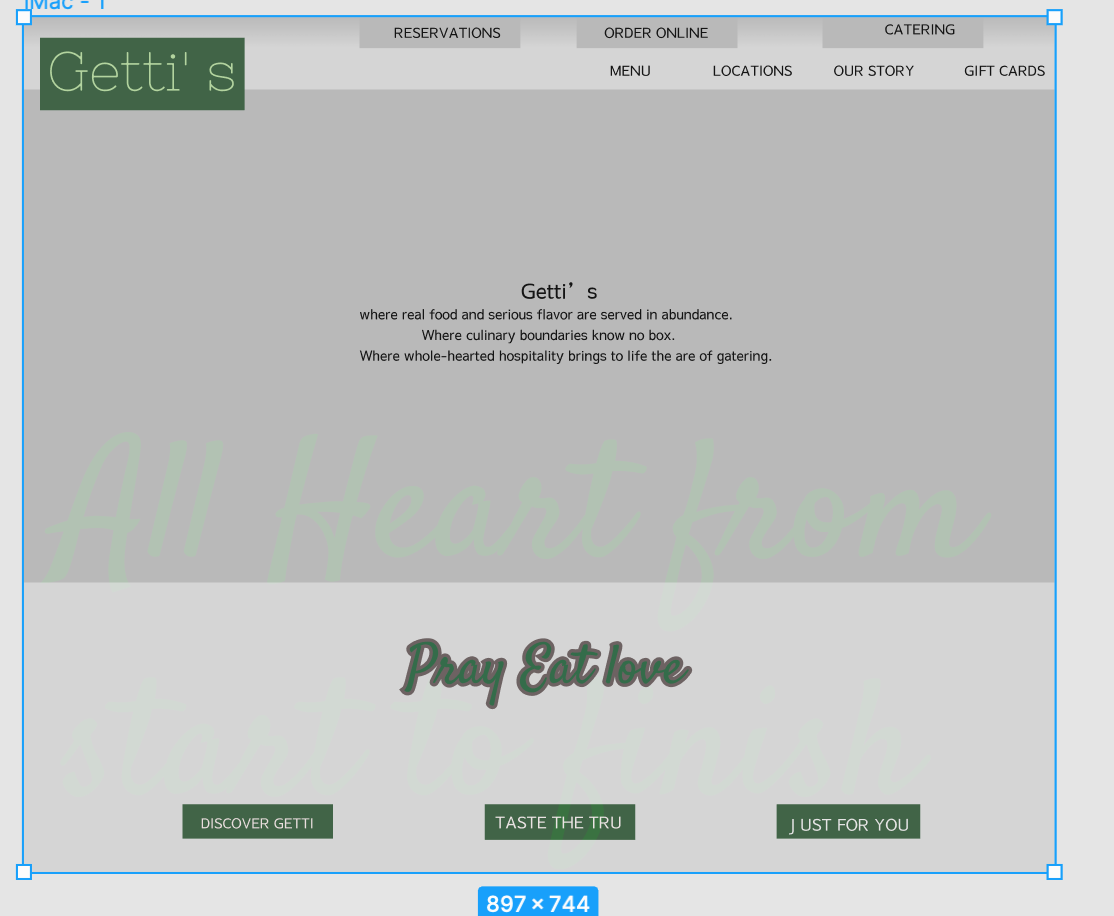 iMac - 1
RESERVATIONS
ORDER ONLINE
CATERING
Getti's
MENU
LOCATIONS
OUR STORY
GIFT CARDS
Getti’s
where real food and serious flavor are served in abundance.
Where culinary boundaries know no box.
Where whole-hearted hospitality brings to life the are of gatering.
All Heart from
Pray Eat love
start to finish
DISCOVER GETTI
TASTE THE TRU
JUST FOR YOU
897 × 744